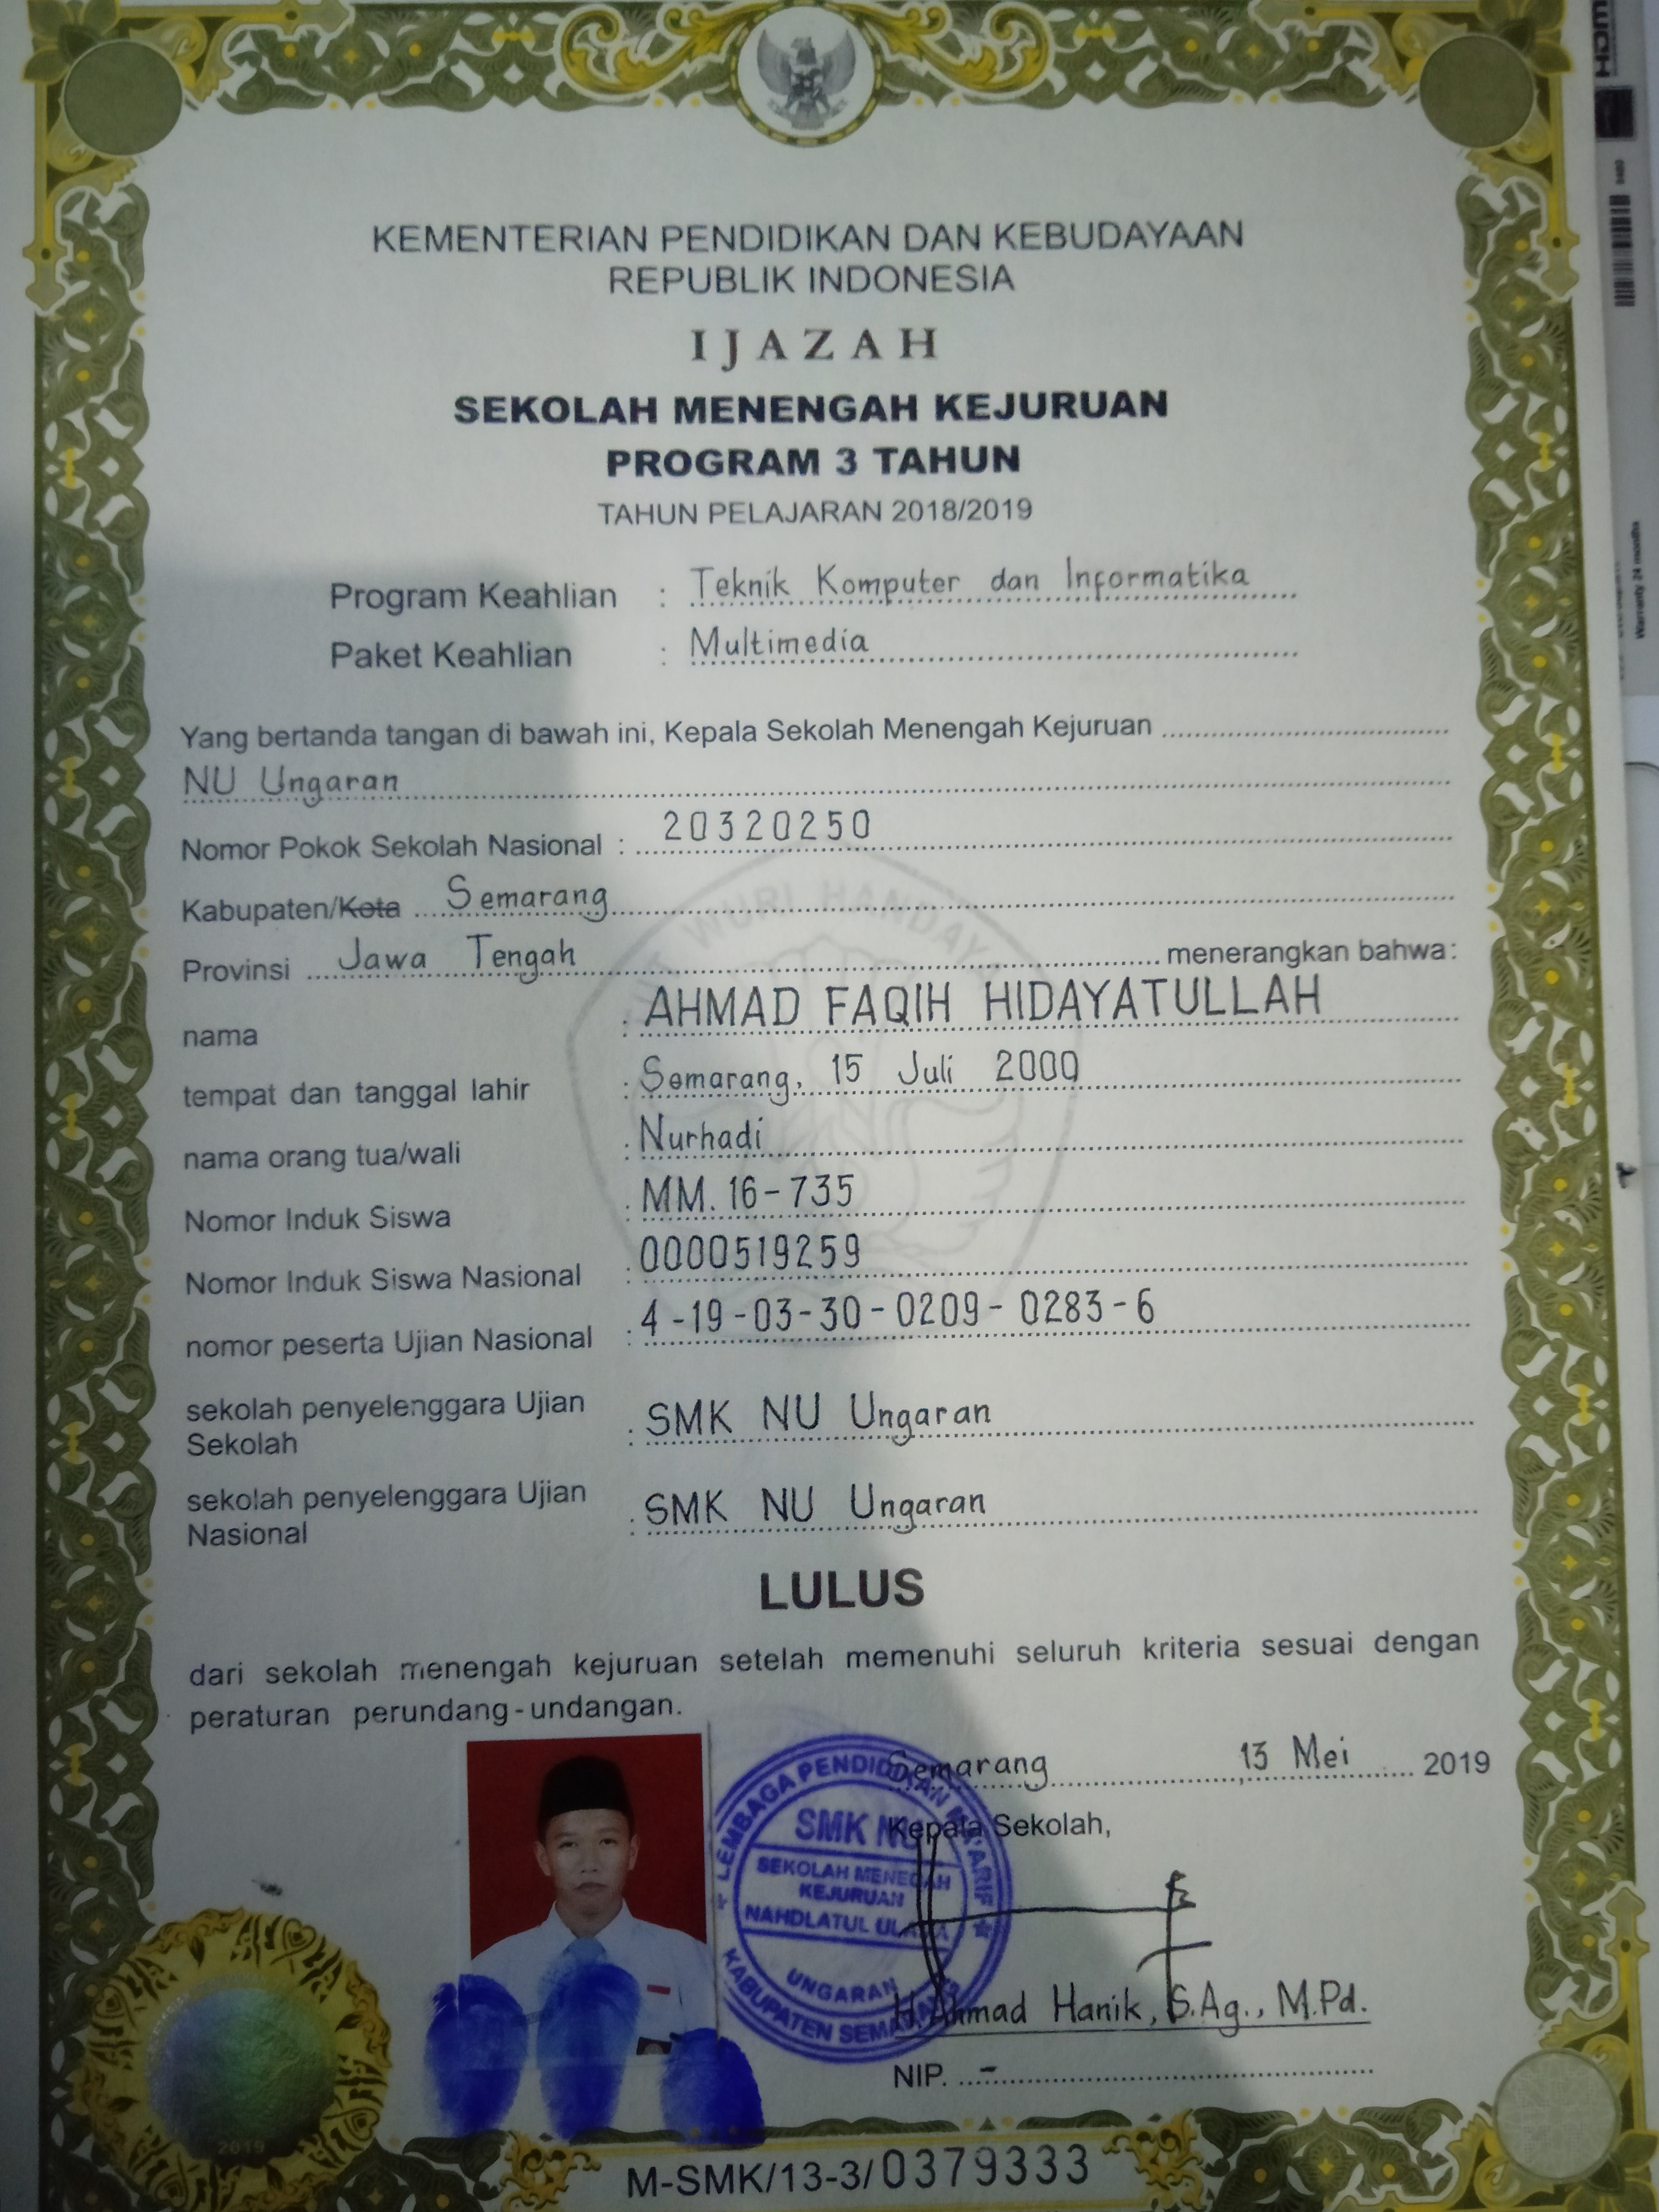 KEMENTERIAN PENDIDIKAN DAN KEBUDAYAAN
REPUBLIK INDONESIA
IJAZAH
SEKOLAH MENENGAH KEJURUAN
PROGRAM 3 TAHUN
TAHUN PELAJARAN 2018/2019
Program Keahlian : Teknik Komputer dan Informatika
Paket Keahlian : Multimedia
Yang bertanda tangan di bawah ini, Kepala Sekolah Menengah Kejuruan
NU Ungaran
Nomor Pokok Sekolah Nasional : 20320250
Kabupaten/Kota Semarang
Provinsi Jawa Tengah menerangkan bahwa:
nama : AHMAD FAQIH HIDAYATULLAH
tempat dan tanggal lahir : Semarang, 15 Juli 2000
nama orang tua/wali : Nurhadi
Nomor Induk Siswa : MM. 16-735
Nomor Induk Siswa Nasional : 0000519259
nomor peserta Ujian Nasional : 4-19-03-30-0209-0283-6
sekolah penyelenggara Ujian
Sekolah : SMK NU Ungaran
sekolah penyelenggara Ujian
Nasional : SMK NU Ungaran
LULUS
dari sekolah menengah kejuruan setelah memenuhi seluruh kriteria sesuai dengan
peraturan perundang-undangan.
Semarang, 13 Mei 2019
Kepala Sekolah,
LEMBAGA PENDIDIKAN MA'ARIF
SMK NU
SEKOLAH MENEGAH
KEJURUAN
NAHDLATUL ULAMA
UNGARAN
KABUPATEN SEMARANG
H. Ahmad Hanik, S.Ag., M.Pd.
NIP. -
2019
M-SMK/13-3/0379333
HDMI
Warranty 24 months